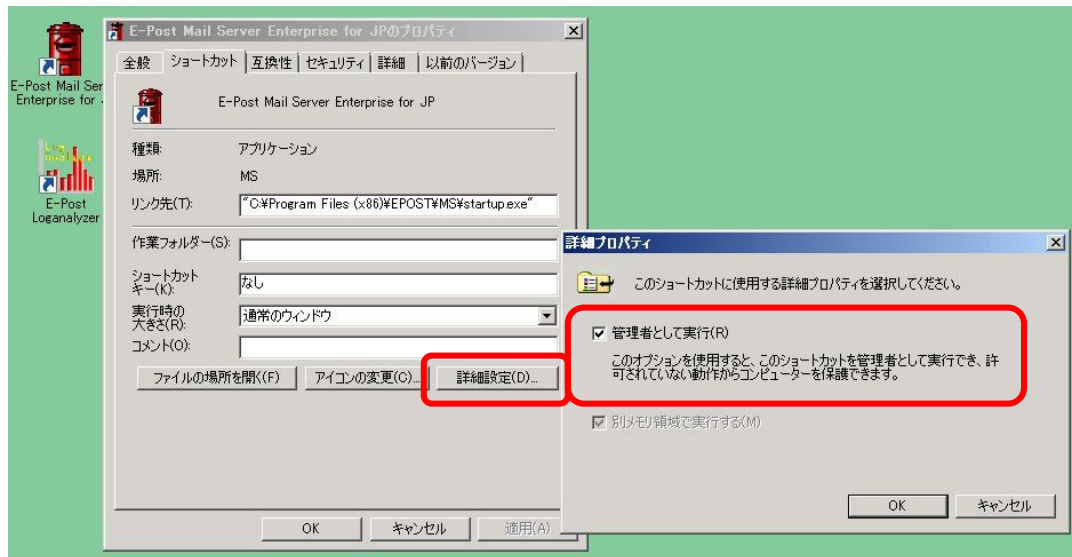 E-Post Mail Ser
Enterprise for
E-Post
Loganalyzer
E-Post Mail Server Enterprise for JPのプロパティ
全般
ショートカット
互換性
セキュリティ
詳細
以前のバージョン
E-Post Mail Server Enterprise for JP
種類:
アプリケーション
場所:
MS
リンク先(T):
"C:¥Program Files (x86)¥EPOST¥MS¥startup.exe"
作業フォルダー(S):
ショートカット
キー(K):
なし
実行時の
大きさ(R):
通常のウィンドウ
コメント(O):
ファイルの場所を開く(F)
アイコンの変更(C)...
詳細設定(D)...
OK
キャンセル
適用(A)
詳細プロパティ
このショートカットに使用する詳細プロパティを選択してください。
管理者として実行(R)
このオプションを使用すると、このショートカットを管理者として実行でき、許
可されていない動作からコンピューターを保護できます。
別メモリ領域で実行する(M)
OK
キャンセル